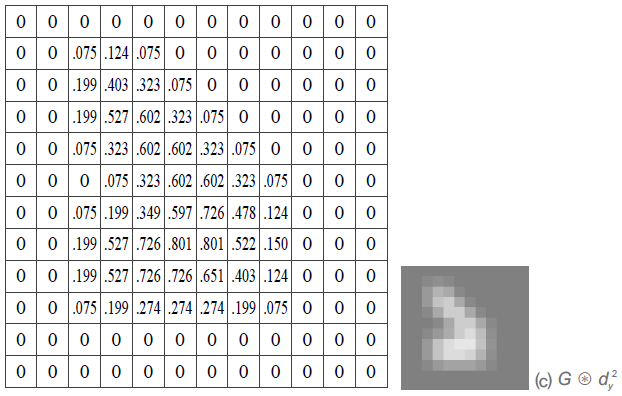 0 0 0 0 0 0 0 0 0 0 0 0
0 0 .075 .124 .075 0 0 0 0 0 0 0
0 0 .199 .403 .323 .075 0 0 0 0 0 0
0 0 .199 .527 .602 .323 .075 0 0 0 0 0
0 0 .075 .323 .602 .602 .323 .075 0 0 0 0
0 0 0 .075 .323 .602 .602 .323 .075 0 0 0
0 0 .075 .199 .349 .597 .726 .478 .124 0 0 0
0 0 .199 .527 .726 .801 .801 .522 .150 0 0 0
0 0 .199 .527 .726 .726 .651 .403 .124 0 0 0
0 0 .075 .199 .274 .274 .274 .199 .075 0 0 0
0 0 0 0 0 0 0 0 0 0 0 0
0 0 0 0 0 0 0 0 0 0 0 0
(c) G ⊛ d_y^2